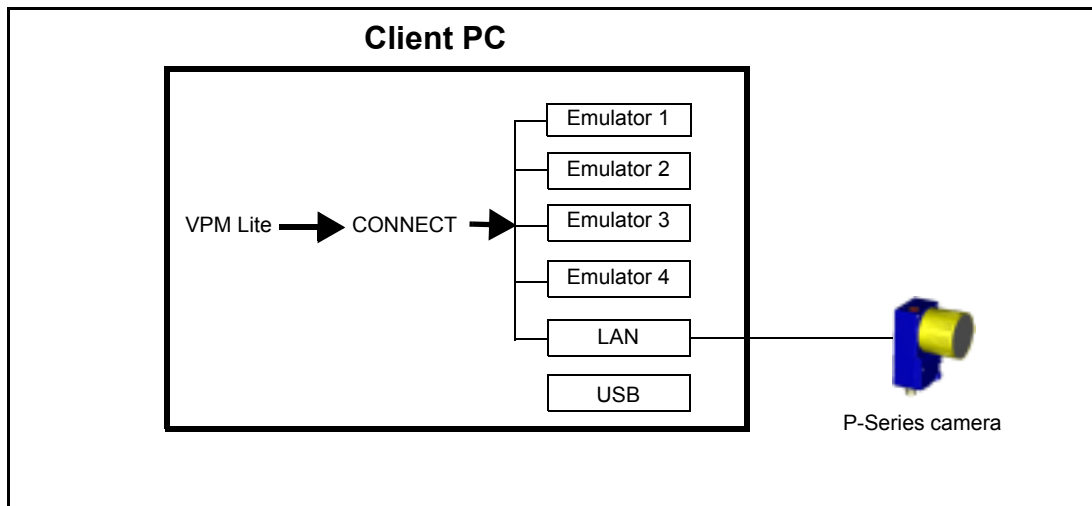 Client PC
Emulator 1
Emulator 2
VPM Lite
CONNECT
Emulator 3
Emulator 4
LAN
USB
P-Series camera